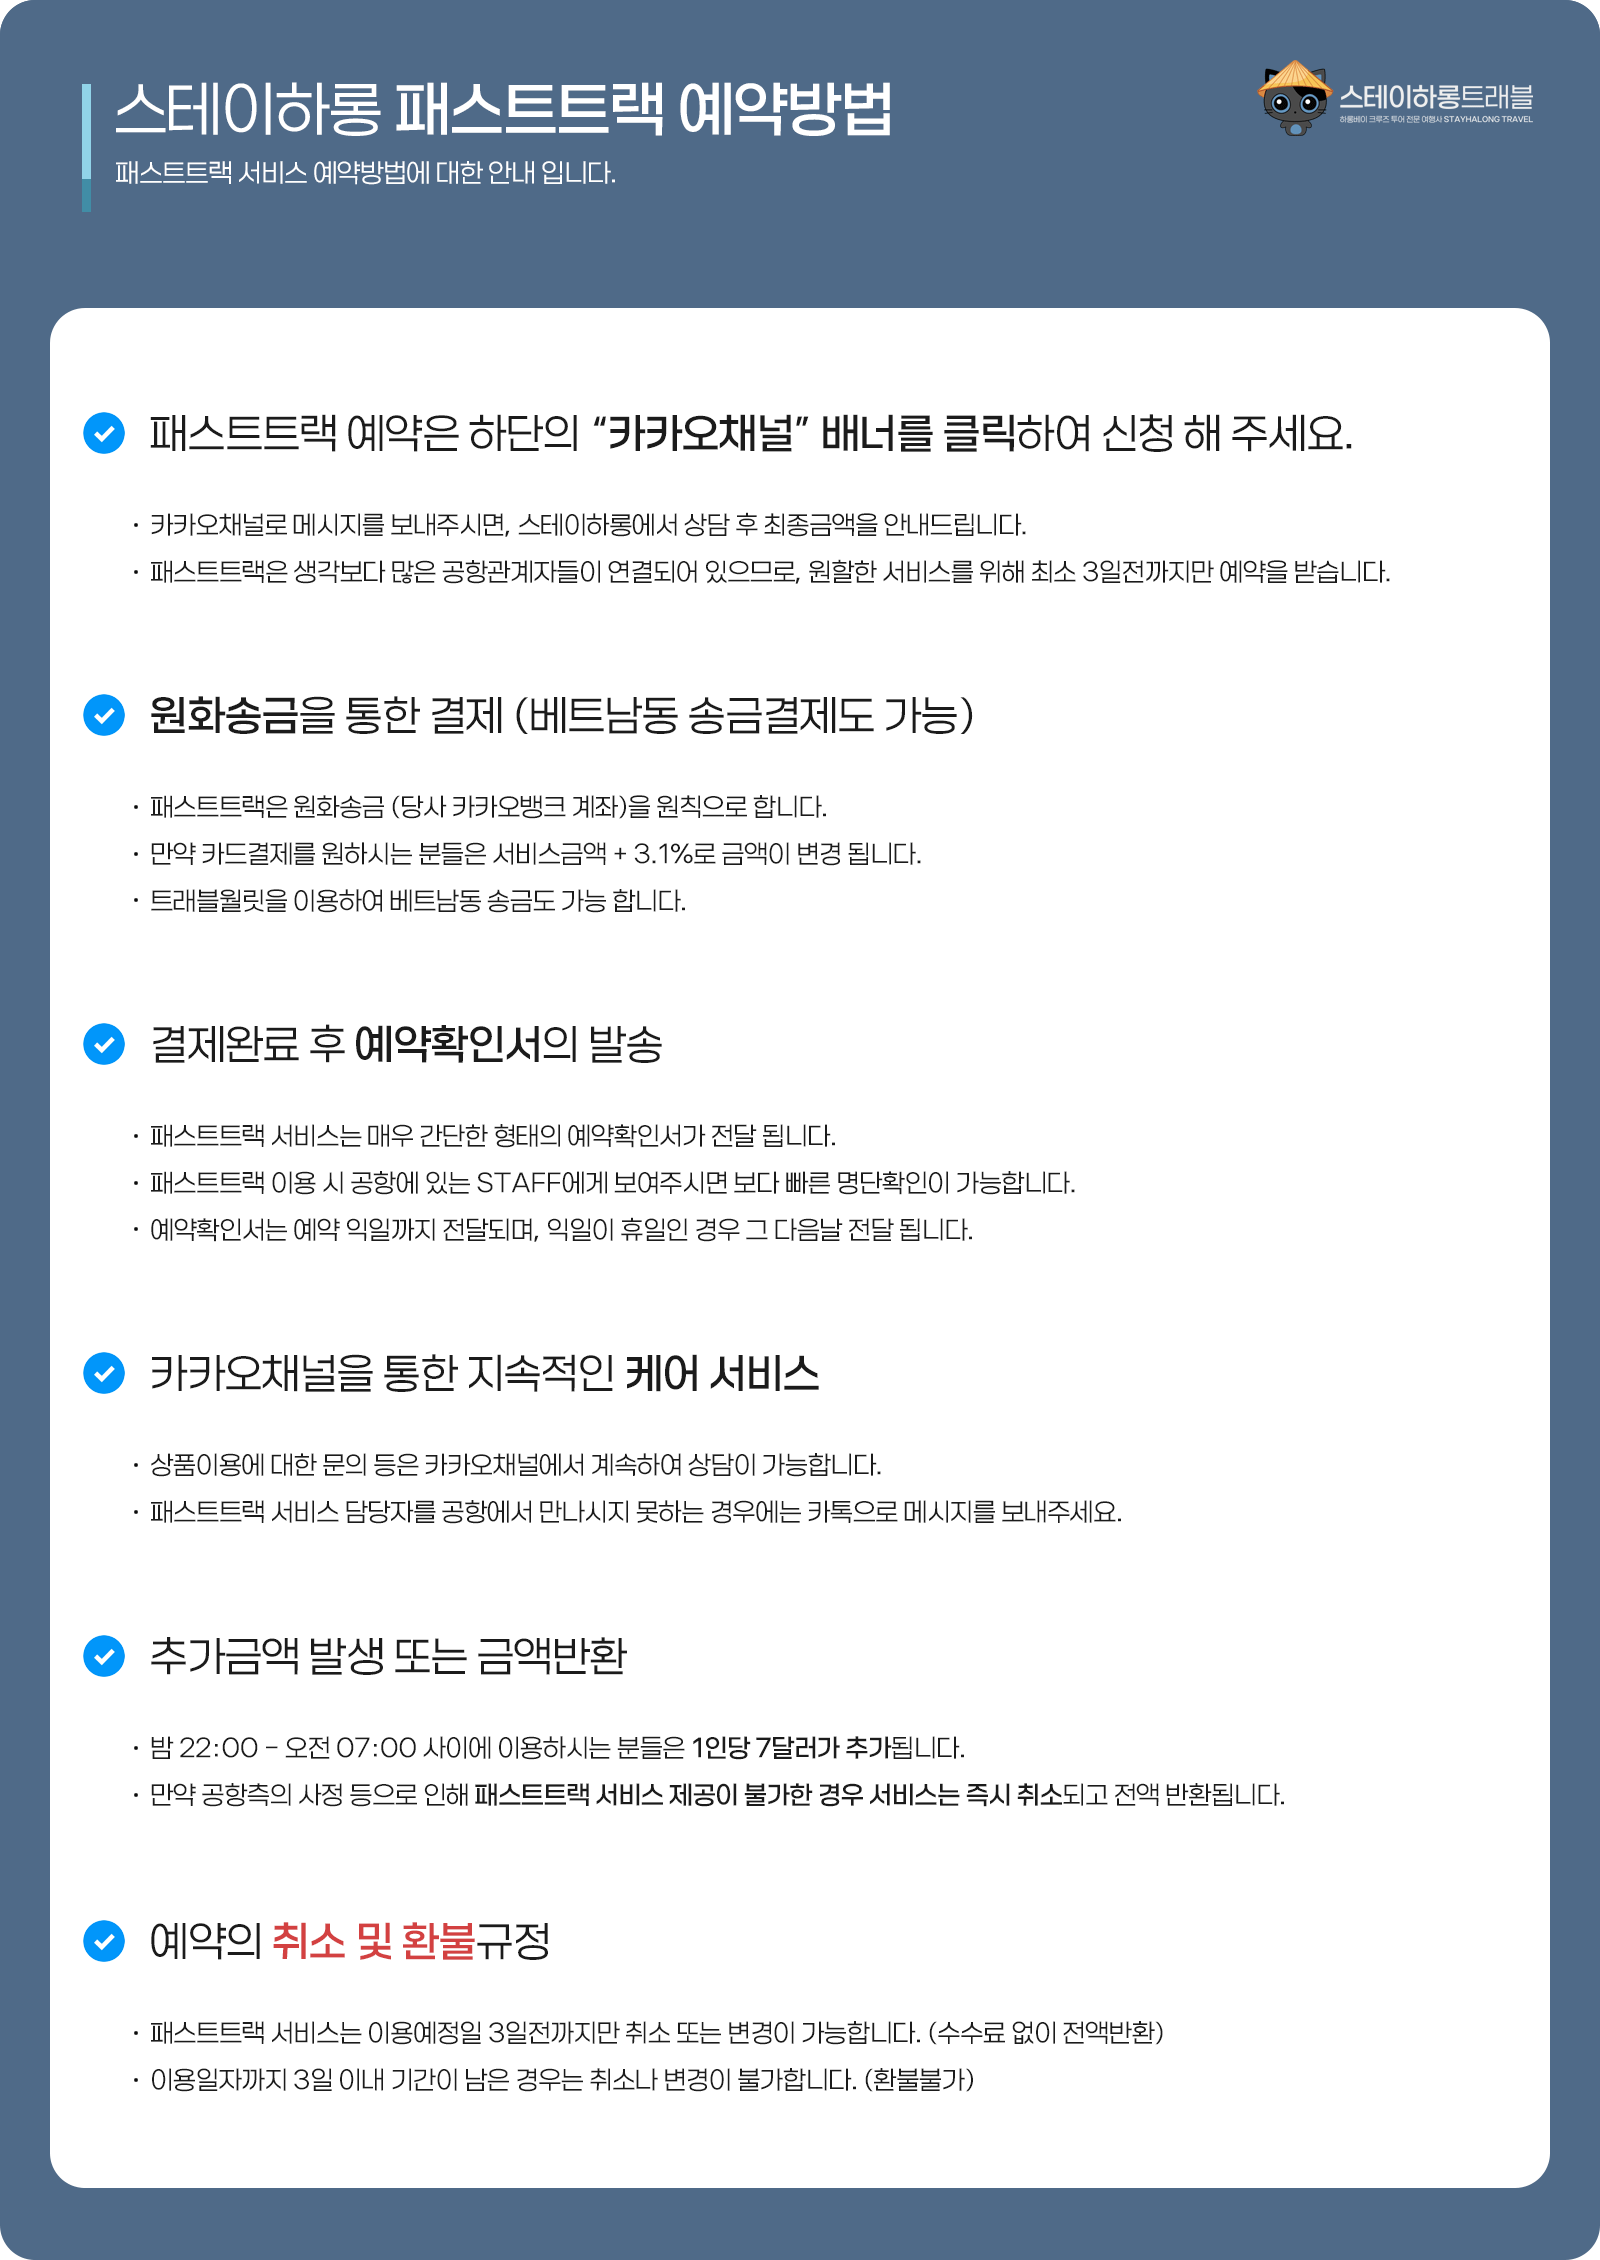 스테이하롱 패스트트랙 예약방법
패스트트랙 서비스 예약방법에 대한 안내 입니다.
스테이하롱트래블
하롱베이 크루즈 투어 전문 여행사 STAYHALONG TRAVEL
패스트트랙 예약은 하단의 “카카오채널” 배너를 클릭하여 신청 해 주세요.
· 카카오채널로 메시지를 보내주시면, 스테이하롱에서 상담 후 최종금액을 안내드립니다.
· 패스트트랙은 생각보다 많은 공항관계자들이 연결되어 있으므로, 원할한 서비스를 위해 최소 3일전까지만 예약을 받습니다.
원화송금을 통한 결제 (베트남동 송금결제도 가능)
· 패스트트랙은 원화송금 (당사 카카오뱅크 계좌)을 원칙으로 합니다.
· 만약 카드결제를 원하시는 분들은 서비스금액 + 3.1%로 금액이 변경 됩니다.
· 트래블월릿을 이용하여 베트남동 송금도 가능 합니다.
결제완료 후 예약확인서의 발송
· 패스트트랙 서비스는 매우 간단한 형태의 예약확인서가 전달 됩니다.
· 패스트트랙 이용 시 공항에 있는 STAFF에게 보여주시면 보다 빠른 명단확인이 가능합니다.
· 예약확인서는 예약 익일까지 전달되며, 익일이 휴일인 경우 그 다음날 전달 됩니다.
카카오채널을 통한 지속적인 케어 서비스
· 상품이용에 대한 문의 등은 카카오채널에서 계속하여 상담이 가능합니다.
· 패스트트랙 서비스 담당자를 공항에서 만나시지 못하는 경우에는 카톡으로 메시지를 보내주세요.
추가금액 발생 또는 금액반환
· 밤 22:00 - 오전 07:00 사이에 이용하시는 분들은 1인당 7달러가 추가됩니다.
· 만약 공항측의 사정 등으로 인해 패스트트랙 서비스 제공이 불가한 경우 서비스는 즉시 취소되고 전액 반환됩니다.
예약의 취소 및 환불규정
· 패스트트랙 서비스는 이용예정일 3일전까지만 취소 또는 변경이 가능합니다. (수수료 없이 전액반환)
· 이용일자까지 3일 이내 기간이 남은 경우는 취소나 변경이 불가합니다. (환불불가)